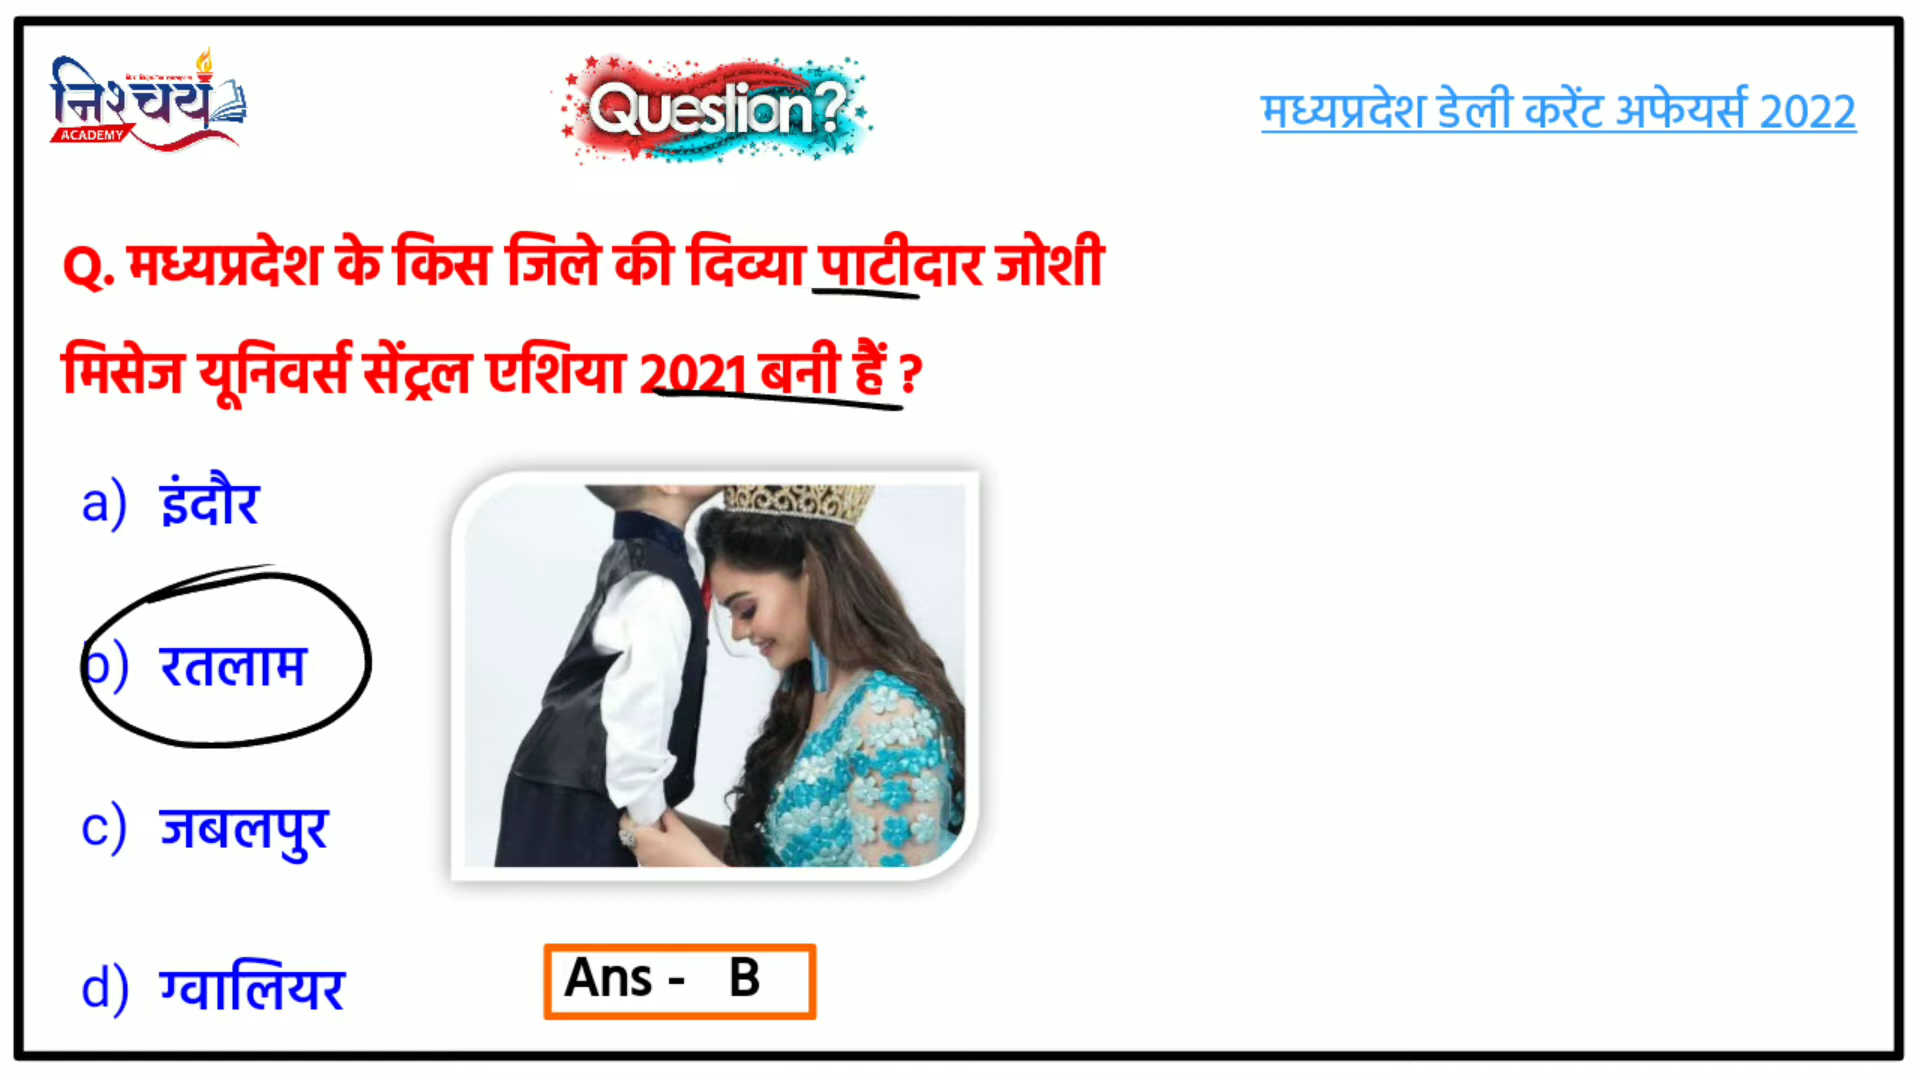 निश्चय
ACADEMY
Question?
मध्यप्रदेश डेली करेंट अफेयर्स 2022
Q. मध्यप्रदेश के किस जिले की दिव्या पाटीदार जोशी
मिसेज यूनिवर्स सेंट्रल एशिया 2021 बनी हैं ?
a) इंदौर
b) रतलाम
c) जबलपुर
d) ग्वालियर
Ans - B